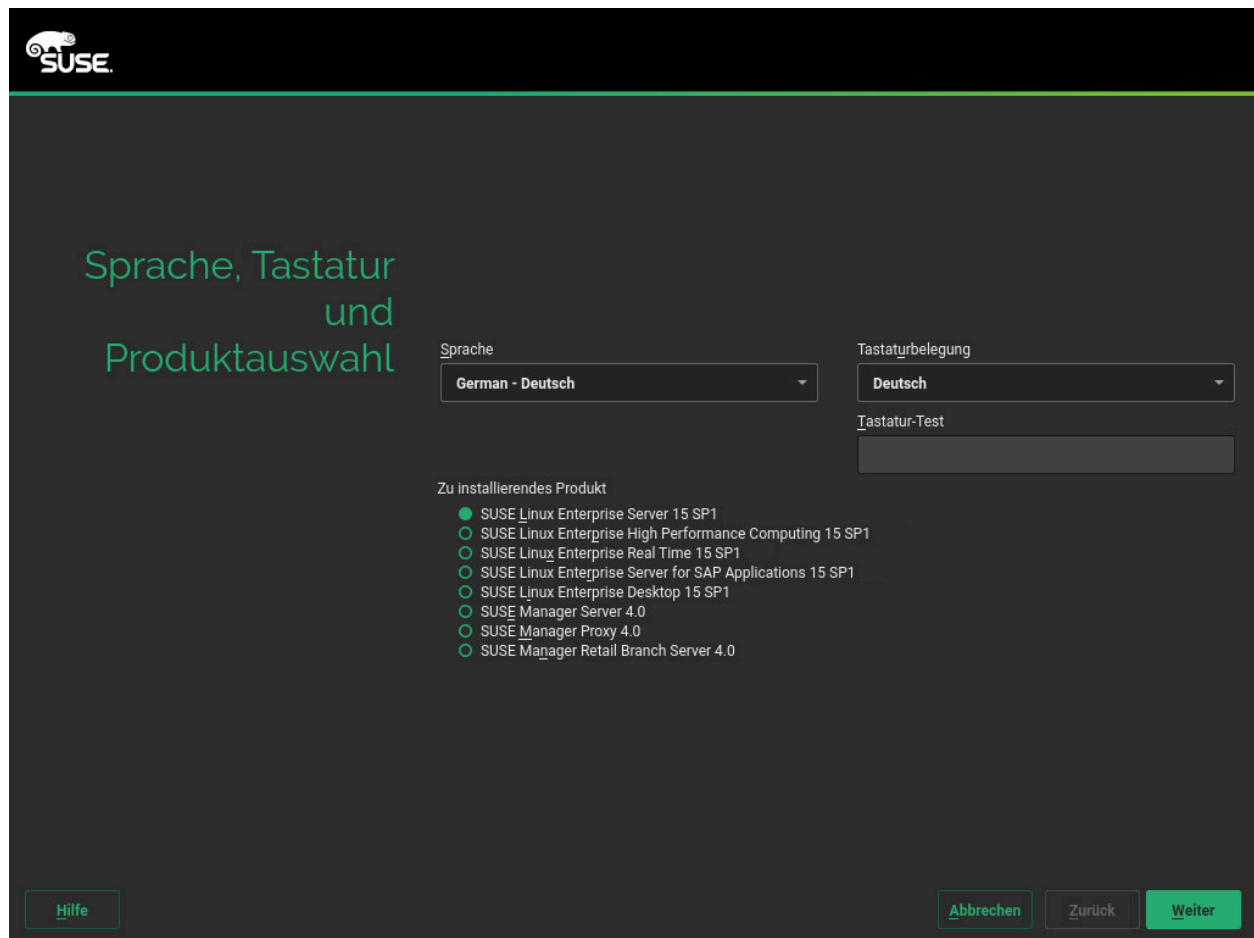 SUSE.
Sprache, Tastatur
und
Produktauswahl
Sprache
German - Deutsch
Tastaturbelegung
Deutsch
Tastatur-Test
Zu installierendes Produkt
SUSE Linux Enterprise Server 15 SP1
SUSE Linux Enterprise High Performance Computing 15 SP1
SUSE Linux Enterprise Real Time 15 SP1
SUSE Linux Enterprise Server for SAP Applications 15 SP1
SUSE Linux Enterprise Desktop 15 SP1
SUSE Manager Server 4.0
SUSE Manager Proxy 4.0
SUSE Manager Retail Branch Server 4.0
Hilfe
Abbrechen
Zurück
Weiter